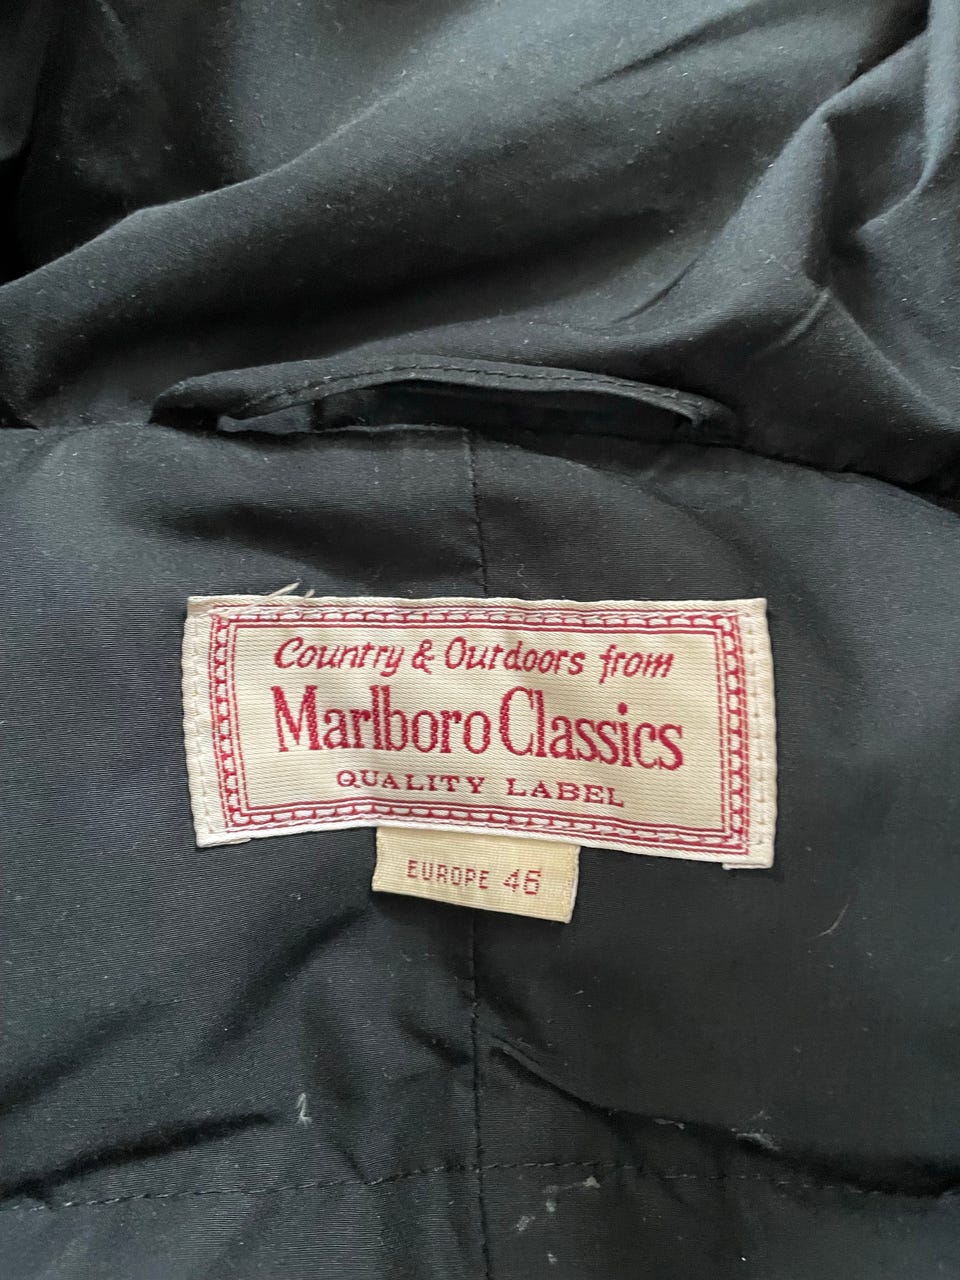 Country & Outdoors from
Marlboro Classics
QUALITY LABEL
EUROPE 46